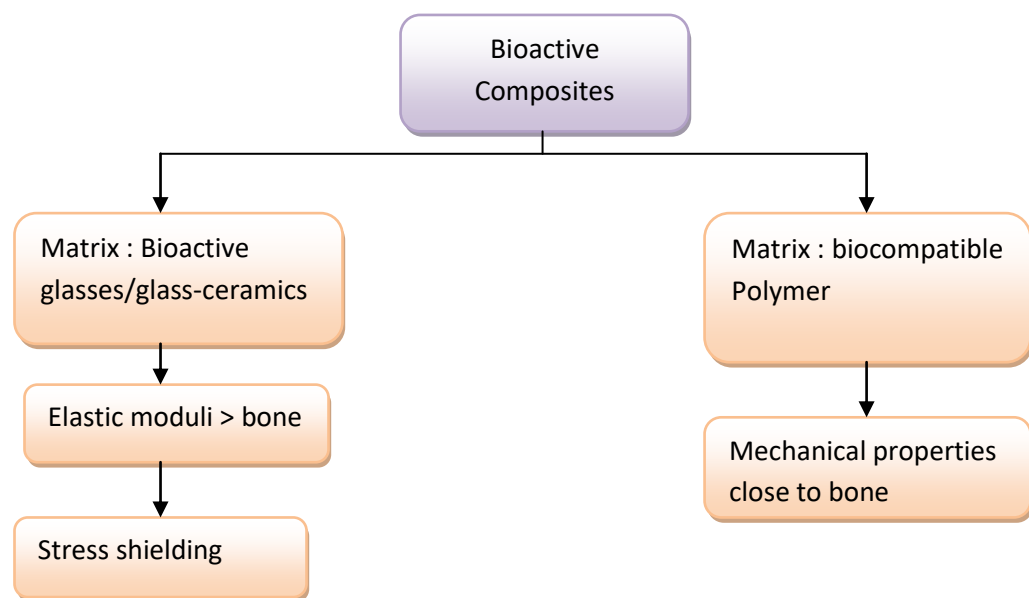 Bioactive
Composites
Matrix : Bioactive
glasses/glass-ceramics
Matrix : biocompatible
Polymer
Elastic moduli > bone
Mechanical properties
close to bone
Stress shielding